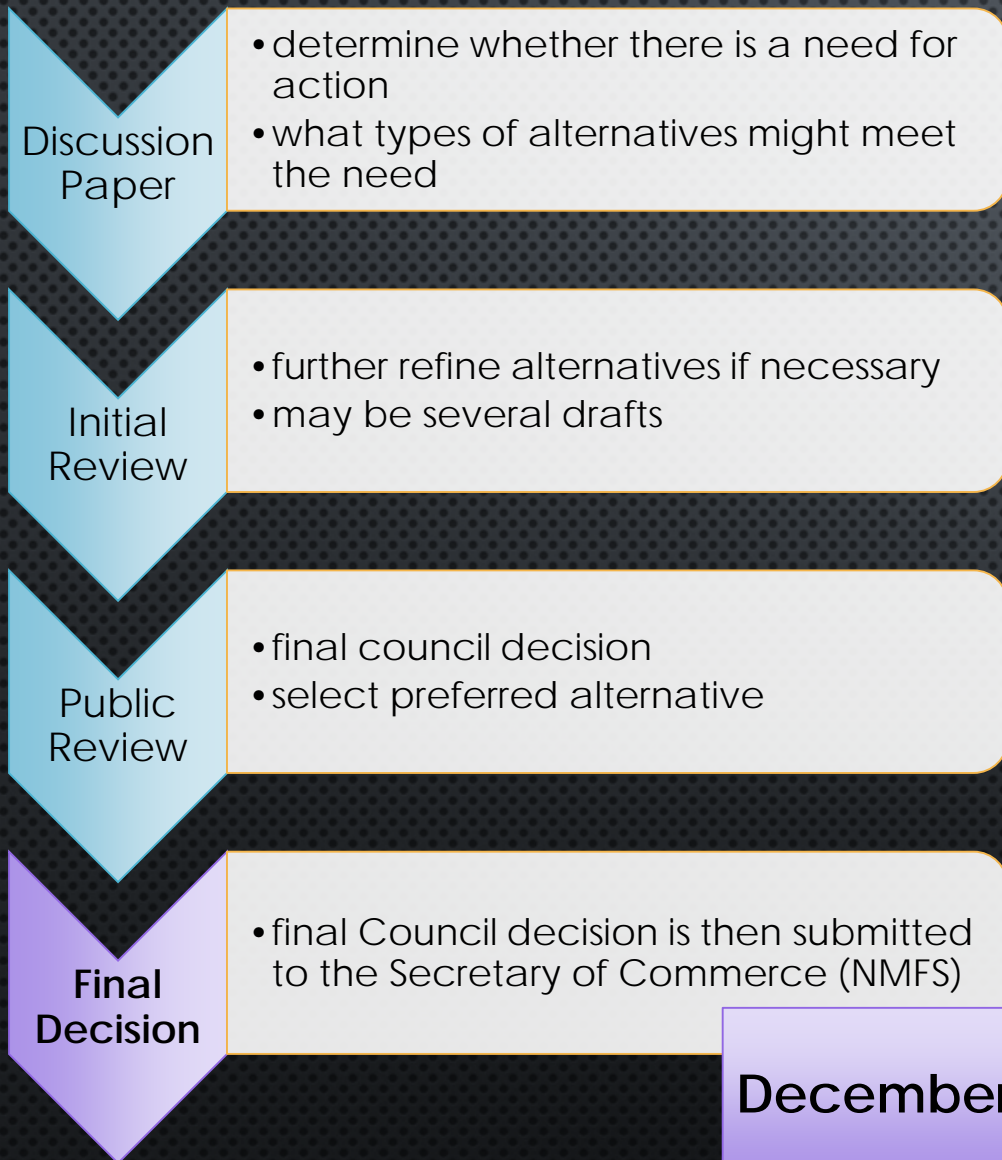 Discussion
Paper
• determine whether there is a need for
action
• what types of alternatives might meet
the need
Initial
Review
• further refine alternatives if necessary
• may be several drafts
Public
Review
• final council decision
• select preferred alternative
Final
Decision
• final Council decision is then submitted
to the Secretary of Commerce (NMFS)
December